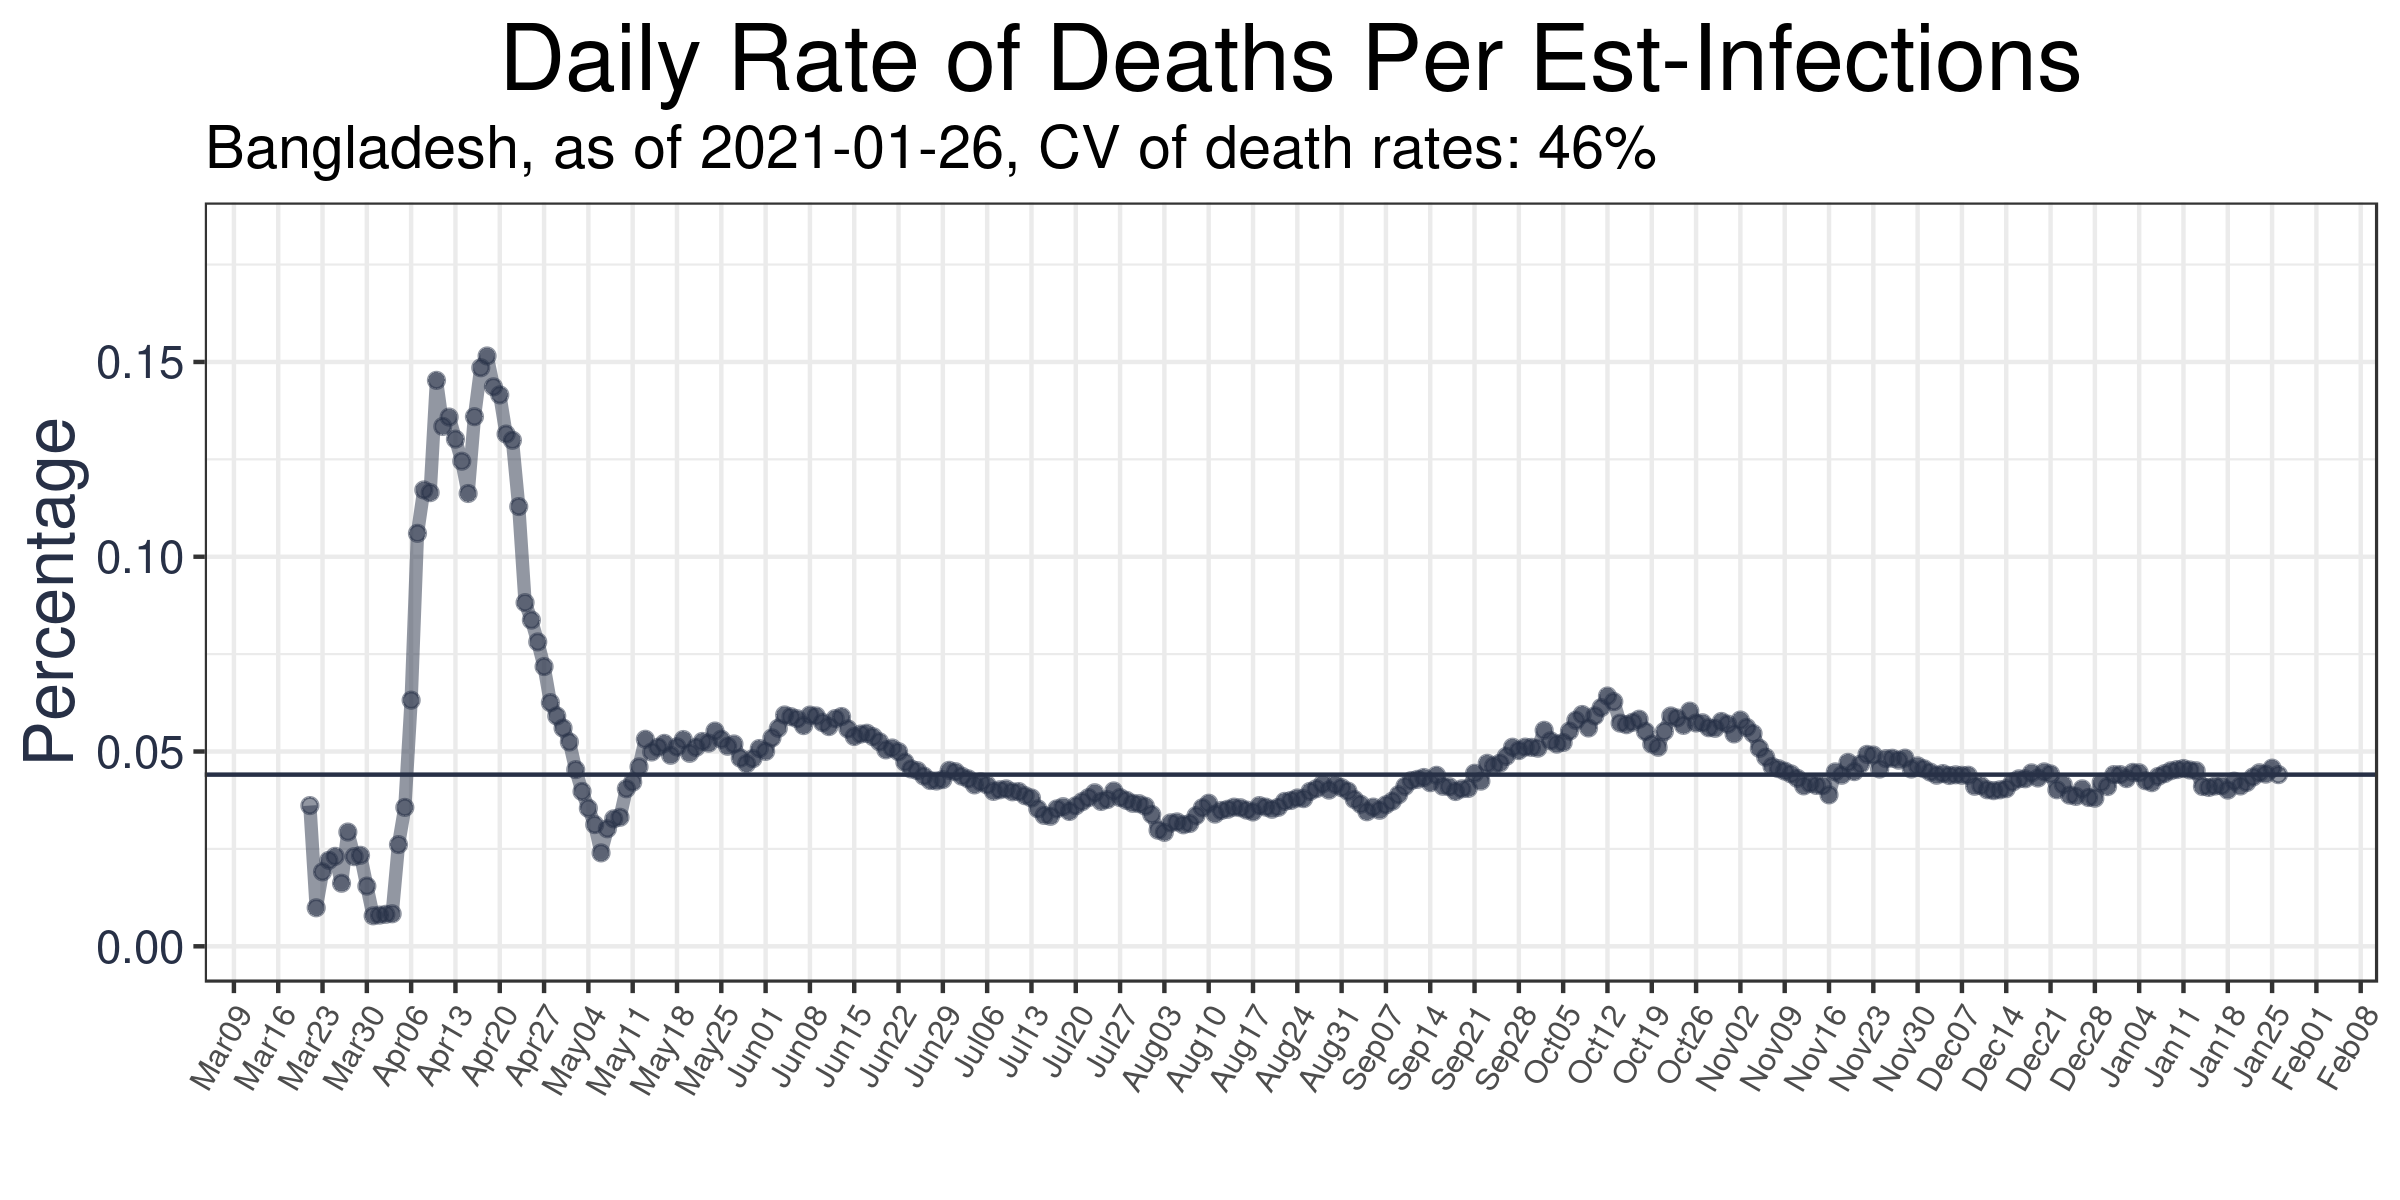 Daily Rate of Deaths Per Est-Infections
Bangladesh, as of 2021-01-26, CV of death rates: 46%
Percentage
0.15
0.10
0.05
0.00
Mar09 Mar16 Mar23 Mar30 Apr06 Apr13 Apr20 Apr27 May04 May11 May18 May25 Jun01 Jun08 Jun15 Jun22 Jun29 Jul06 Jul13 Jul20 Jul27 Aug03 Aug10 Aug17 Aug24 Aug31 Sep07 Sep14 Sep21 Sep28 Oct05 Oct12 Oct19 Oct26 Nov02 Nov09 Nov16 Nov23 Nov30 Dec07 Dec14 Dec21 Dec28 Jan04 Jan11 Jan18 Jan25 Feb01 Feb08